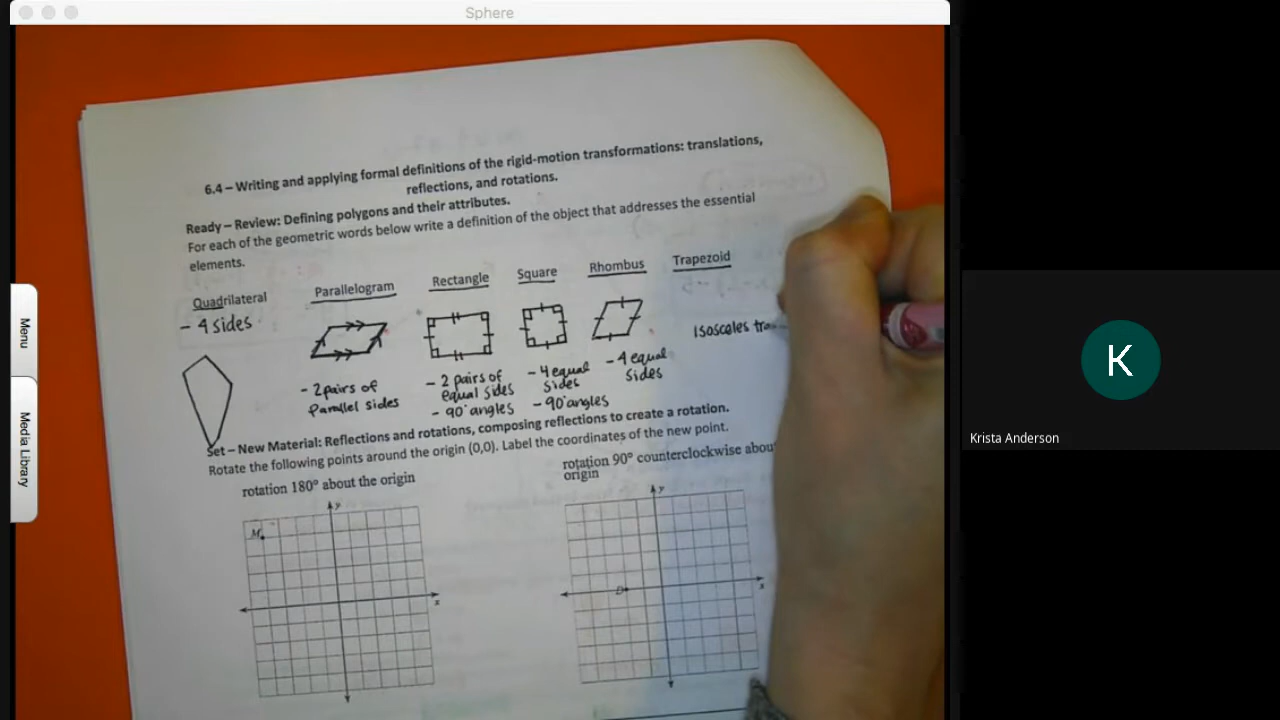 Sphere
6.4 – Writing and applying formal definitions of the rigid-motion transformations: translations,
reflections, and rotations.
Ready – Review: Defining polygons and their attributes.
For each of the geometric words below write a definition of the object that addresses the essential
elements.
Quadrilateral
- 4 sides
Parallelogram
- 2 pairs of
Parallel sides
Rectangle
- 2 pairs of
equal sides
- 90° angles
Square
- 4 equal
sides
- 90° angles
Rhombus
- 4 equal
sides
Trapezoid
Isosceles tra
Set – New Material: Reflections and rotations, composing reflections to create a rotation.
Rotate the following points around the origin (0,0). Label the coordinates of the new point.
rotation 180° about the origin
y
M
x
rotation 90° counterclockwise about
origin
y
D
x
Menu
Media Library
K
Krista Anderson